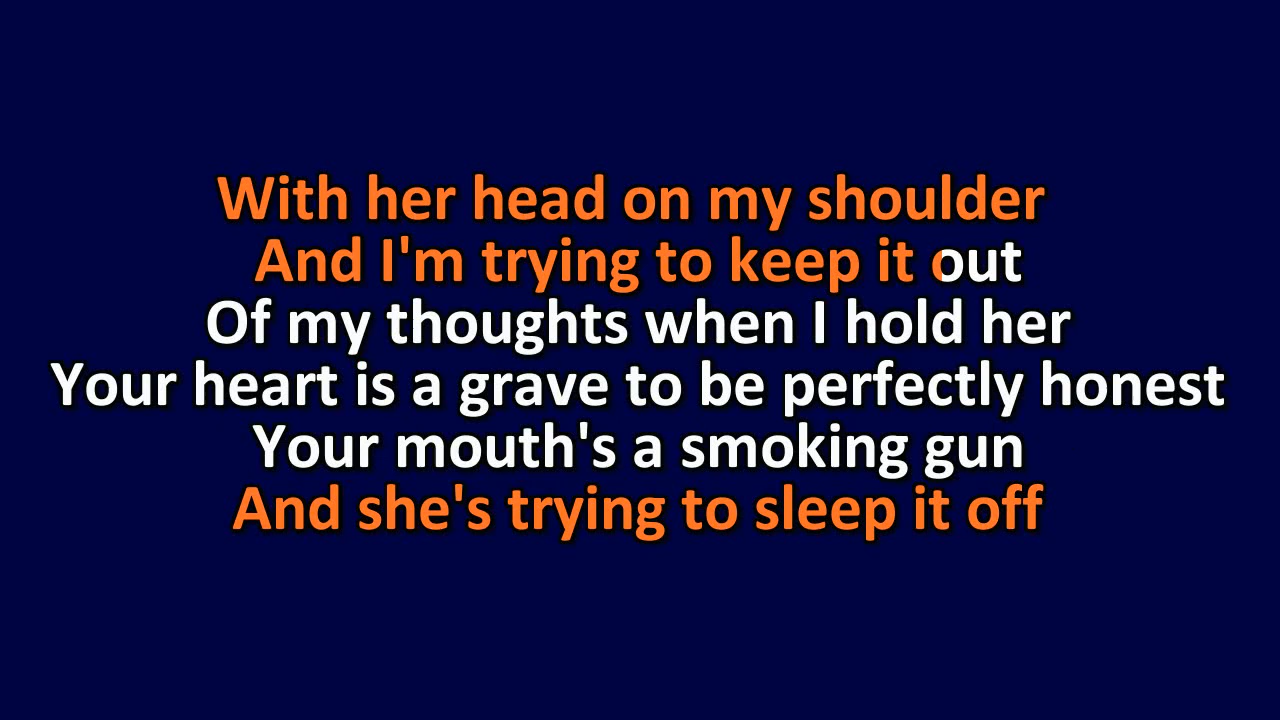 With her head on my shoulder
And I'm trying to keep it out
Of my thoughts when I hold her
Your heart is a grave to be perfectly honest
Your mouth's a smoking gun
And she's trying to sleep it off